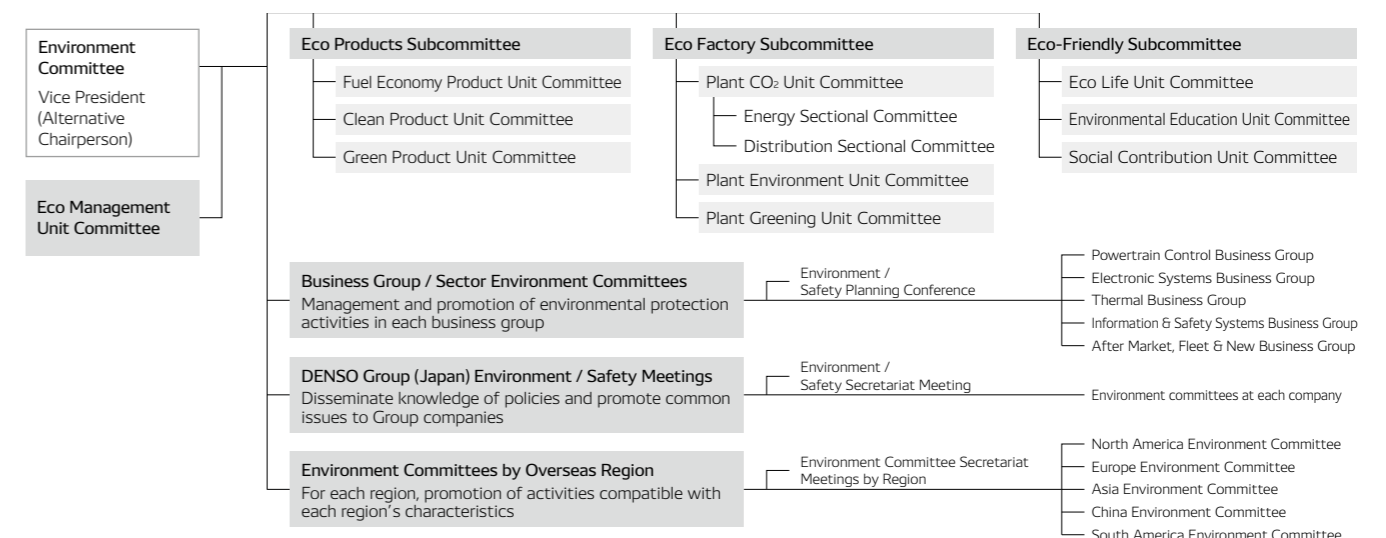 Environment
Committee
Vice President
(Alternative
Chairperson)
Eco Management
Unit Committee
Eco Products Subcommittee
Fuel Economy Product Unit Committee
Clean Product Unit Committee
Green Product Unit Committee
Eco Factory Subcommittee
Plant CO₂ Unit Committee
Energy Sectional Committee
Distribution Sectional Committee
Plant Environment Unit Committee
Plant Greening Unit Committee
Eco-Friendly Subcommittee
Eco Life Unit Committee
Environmental Education Unit Committee
Social Contribution Unit Committee
Business Group / Sector Environment Committees
Management and promotion of environmental protection
activities in each business group
Environment /
Safety Planning Conference
Powertrain Control Business Group
Electronic Systems Business Group
Thermal Business Group
Information & Safety Systems Business Group
After Market, Fleet & New Business Group
DENSO Group (Japan) Environment / Safety Meetings
Disseminate knowledge of policies and promote common
issues to Group companies
Environment /
Safety Secretariat Meeting
Environment committees at each company
Environment Committees by Overseas Region
For each region, promotion of activities compatible with
each region's characteristics
Environment Committee Secretariat
Meetings by Region
North America Environment Committee
Europe Environment Committee
Asia Environment Committee
China Environment Committee
South America Environment Committee